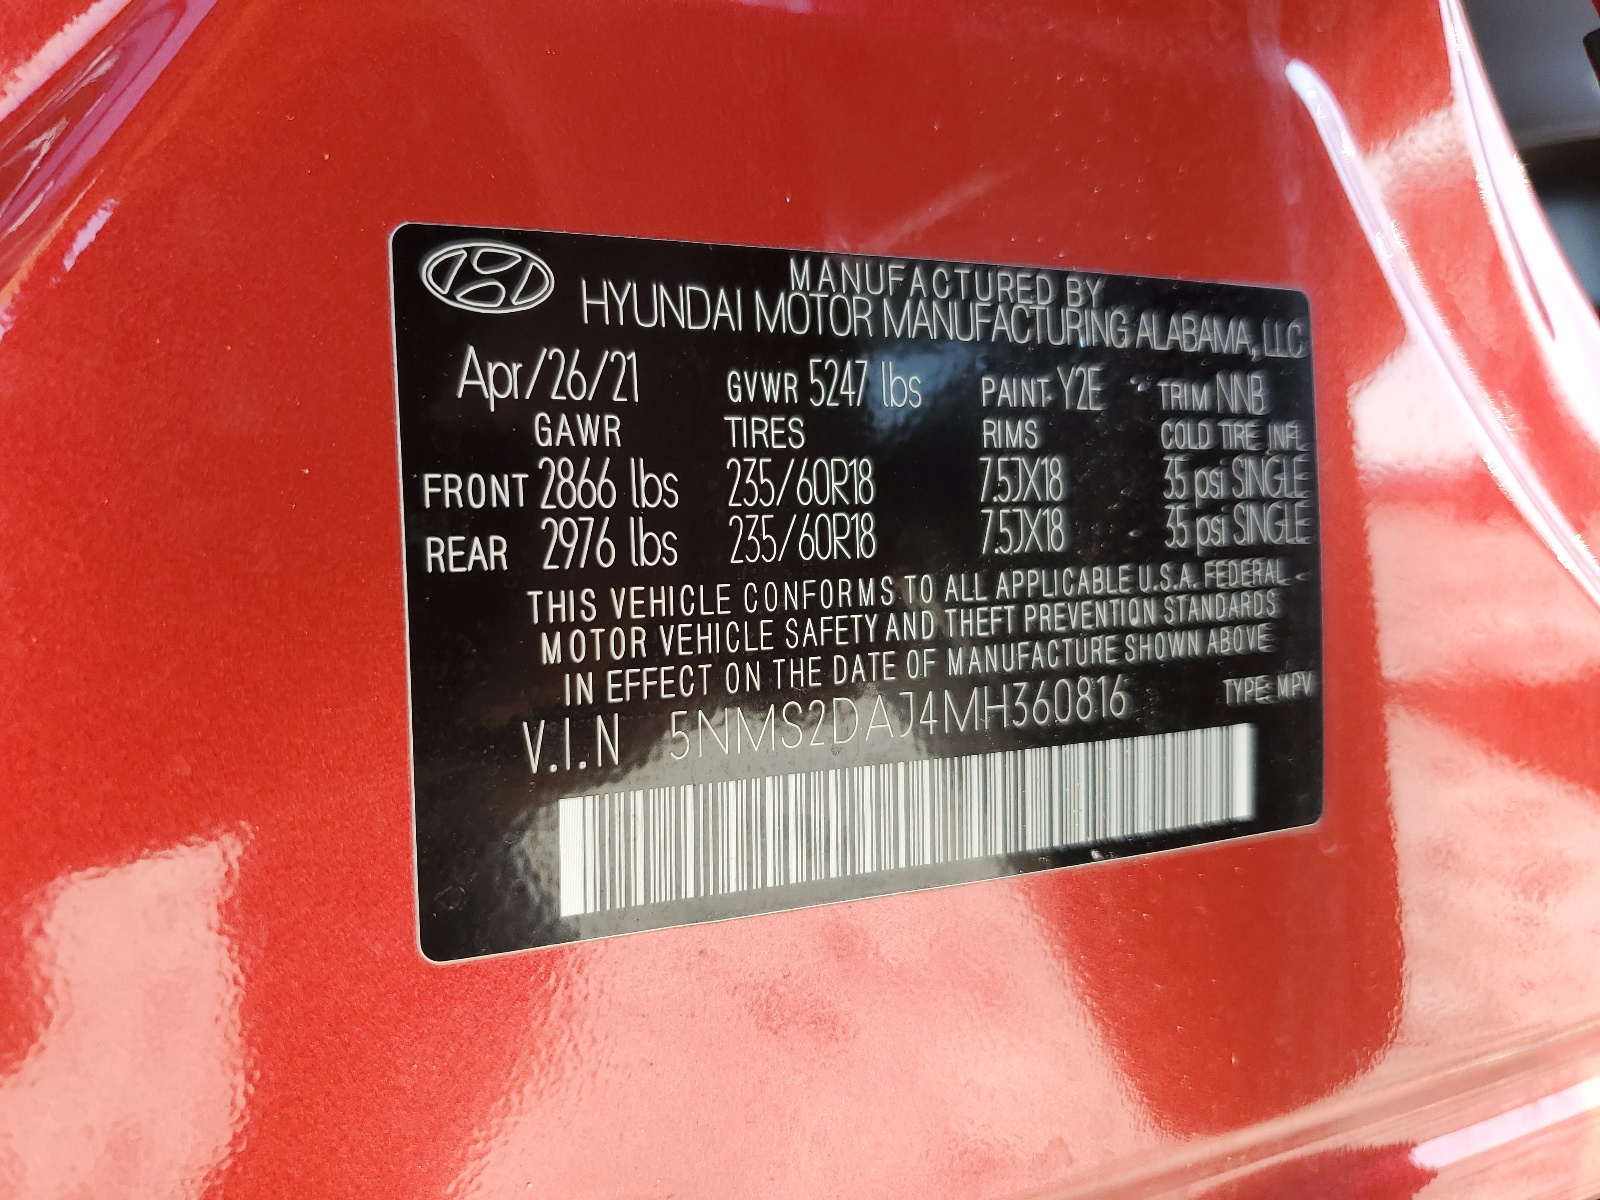 MANUFACTURED BY
HYUNDAI MOTOR MANUFACTURING ALABAMA, LLC
Apr/26/21 GVWR 5247 lbs PAINT Y2E TRIM NNB
GAWR TIRES RIMS COLD TIRE INFL
FRONT 2866 lbs 235/60R18 7.5JX18 35 psi SINGLE
REAR 2976 lbs 235/60R18 7.5JX18 35 psi SINGLE
THIS VEHICLE CONFORMS TO ALL APPLICABLE U.S.A. FEDERAL
MOTOR VEHICLE SAFETY AND THEFT PREVENTION STANDARDS
IN EFFECT ON THE DATE OF MANUFACTURE SHOWN ABOVE
V.I.N 5NMS2DAJ4MH360816 TYPE: MPV